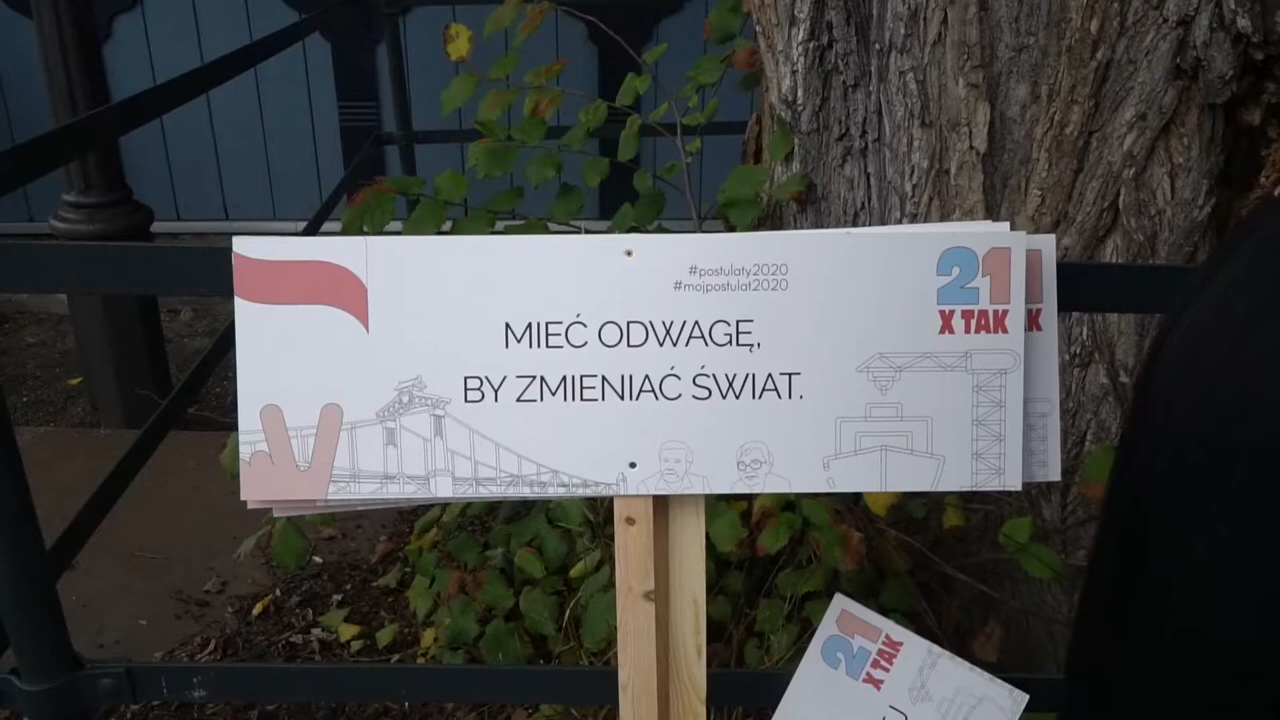 #postulaty2020
#mojpostulat2020
21
X TAK
MIEĆ ODWAGĘ,
BY ZMIENIAĆ ŚWIAT.
21
X TAK